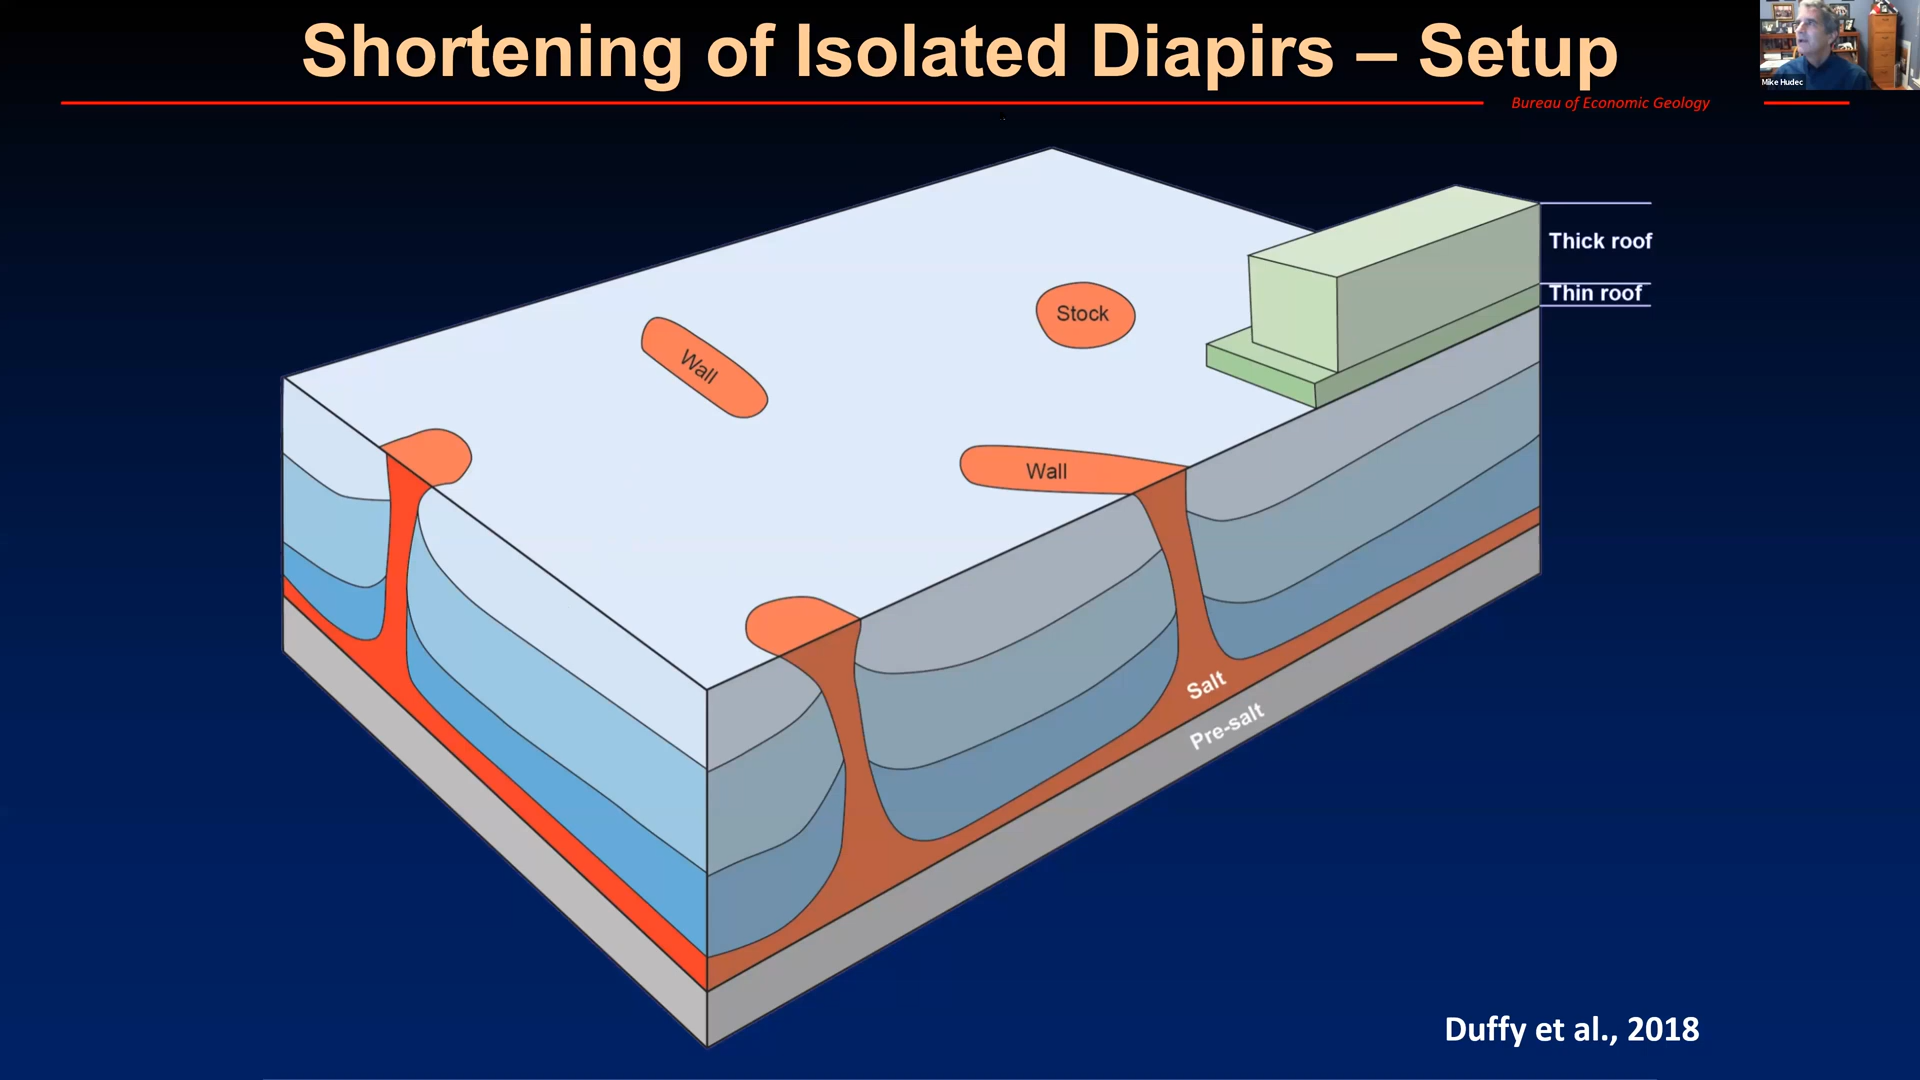 Shortening of Isolated Diapirs – Setup
Mike Hudec
Bureau of Economic Geology
Thick roof
Thin roof
Stock
Wall
Wall
Salt
Pre-salt
Duffy et al., 2018